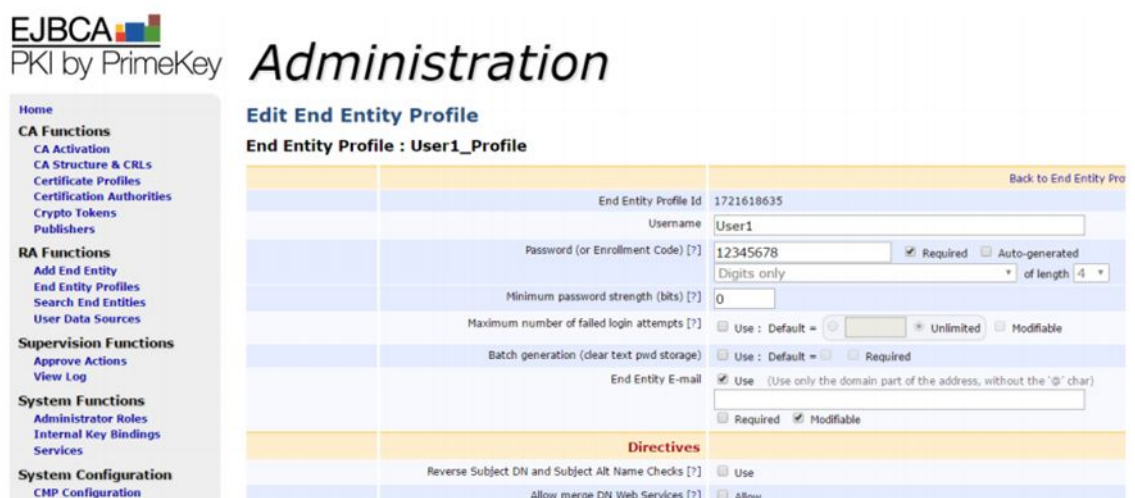 EJBCA
PKI by PrimeKey
Administration
Home
CA Functions
CA Activation
CA Structure & CRLs
Certificate Profiles
Certification Authorities
Crypto Tokens
Publishers
RA Functions
Add End Entity
End Entity Profiles
Search End Entities
User Data Sources
Supervision Functions
Approve Actions
View Log
System Functions
Administrator Roles
Internal Key Bindings
Services
System Configuration
CMP Configuration
Edit End Entity Profile
End Entity Profile : User1_Profile
Back to End Entity Pro
End Entity Profile Id 1721618635
Username User1
Password (or Enrollment Code) [?] 12345678 Required Auto-generated
Digits only of length 4
Minimum password strength (bits) [?] 0
Maximum number of failed login attempts [?] Use : Default = Unlimited Modifiable
Batch generation (clear text pwd storage) Use : Default = Required
End Entity E-mail Use (Use only the domain part of the address, without the '@' char)
Required Modifiable
Directives
Reverse Subject DN and Subject Alt Name Checks [?] Use
Allow merge DN Web Services [?] Allow